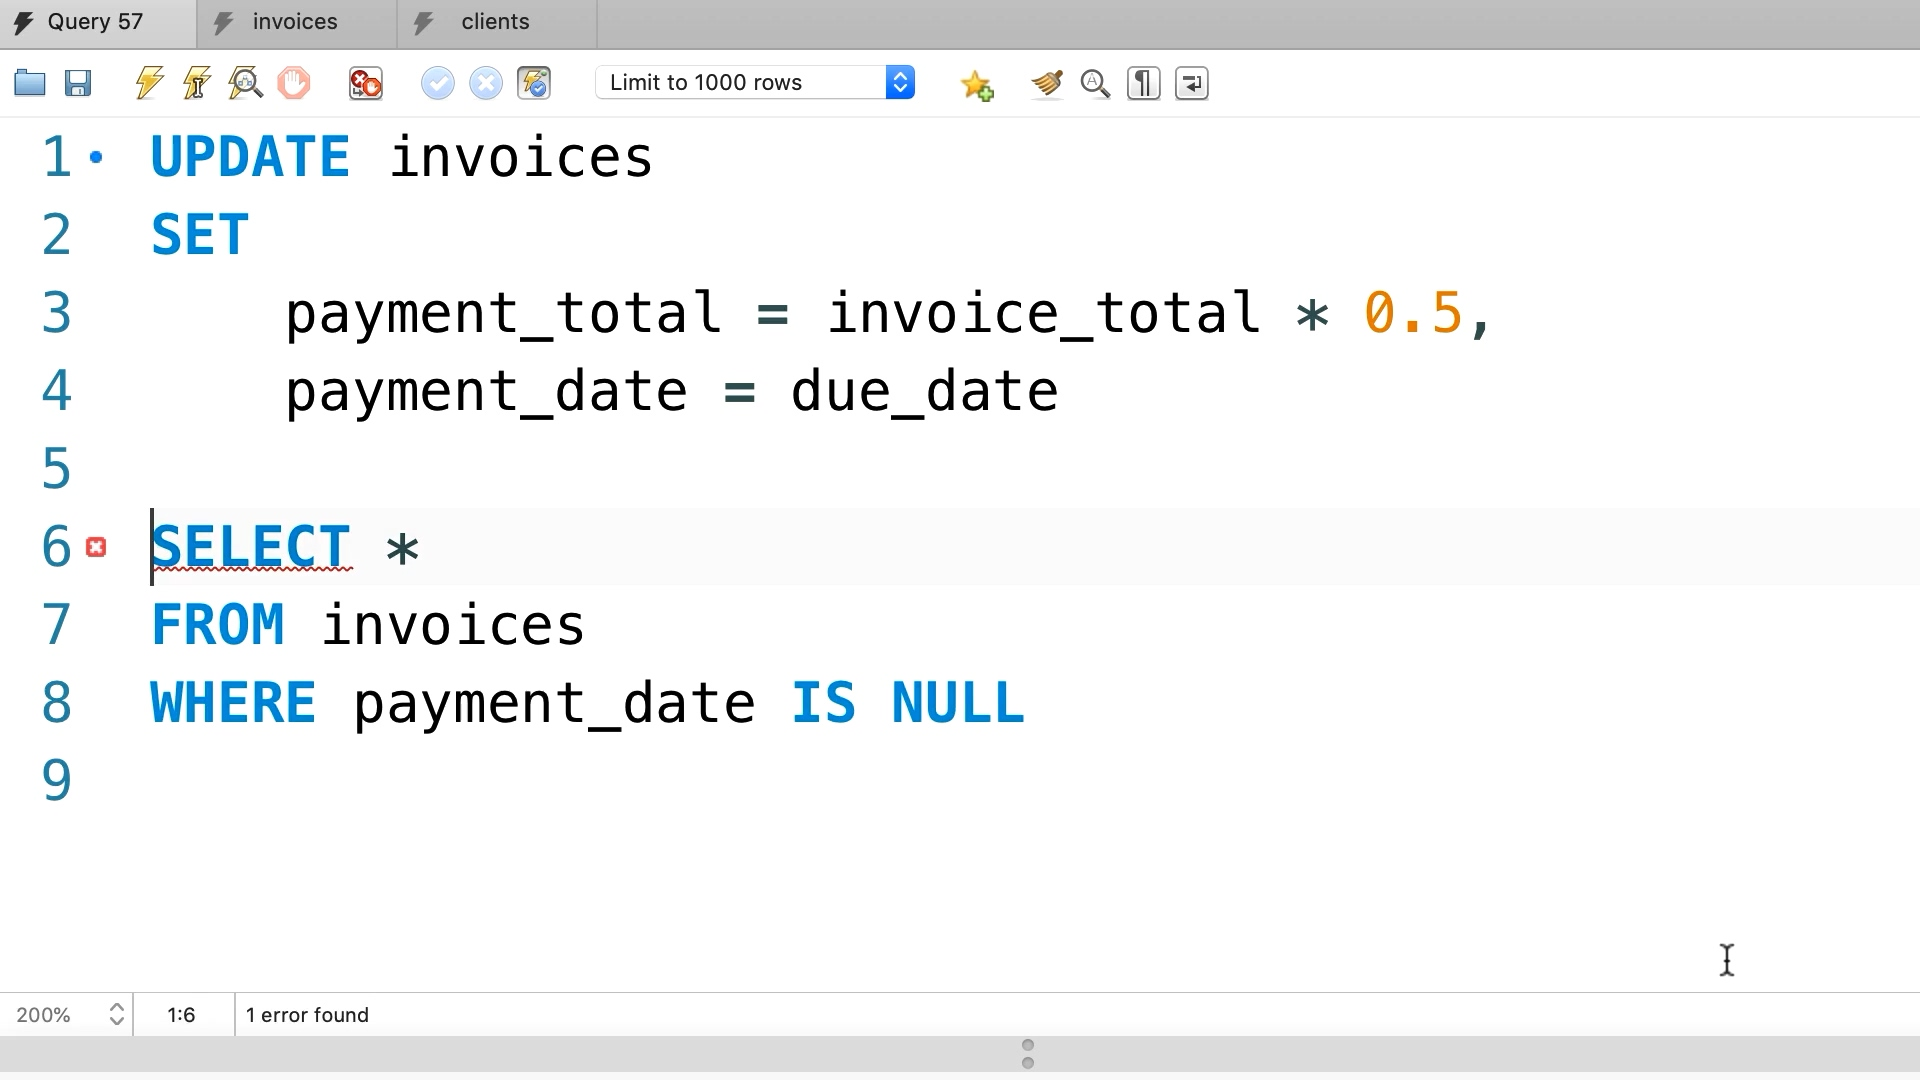 Query 57 invoices clients
Limit to 1000 rows
1 UPDATE invoices
2 SET
3 payment_total = invoice_total * 0.5,
4 payment_date = due_date
5
6 SELECT *
7 FROM invoices
8 WHERE payment_date IS NULL
9
200% 1:6 1 error found